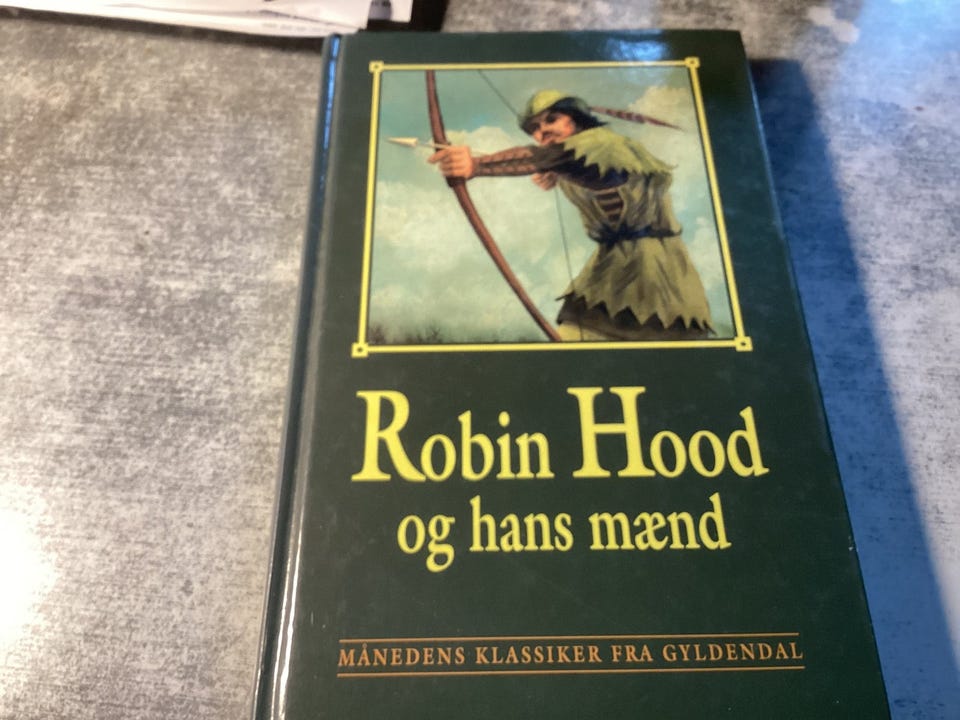 Robin Hood
og hans mænd
MÅNEDENS KLASSIKER FRA GYLDENDAL